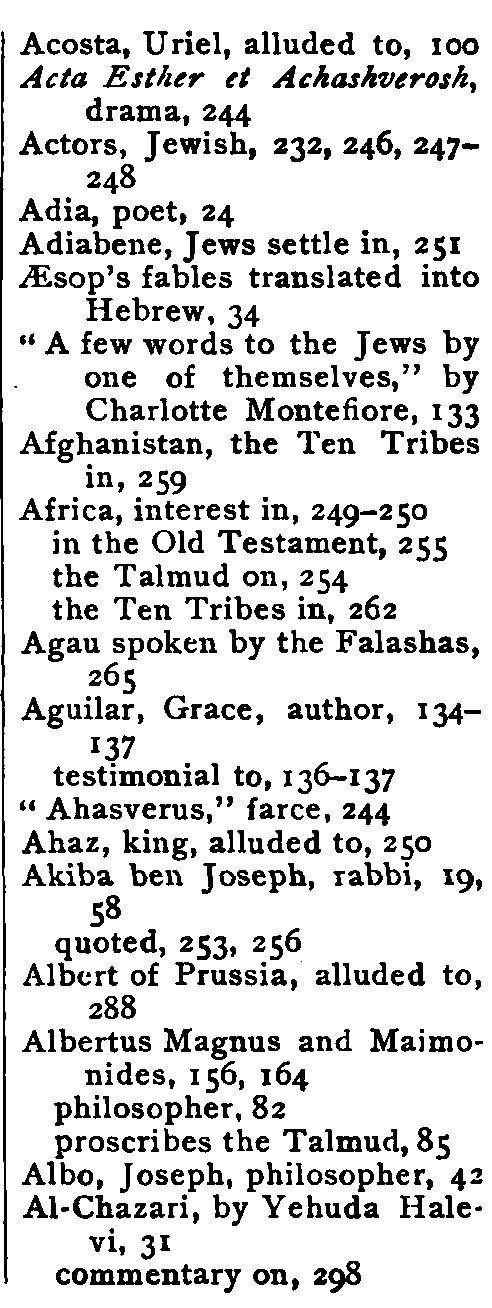 Acosta, Uriel, alluded to, 100
Acta Esther et Achashverosh,
drama, 244
Actors, Jewish, 232, 246, 247–
248
Adia, poet, 24
Adiabene, Jews settle in, 251
Æsop's fables translated into
Hebrew, 34
“ A few words to the Jews by
one of themselves,” by
Charlotte Montefiore, 133
Afghanistan, the Ten Tribes
in, 259
Africa, interest in, 249–250
in the Old Testament, 255
the Talmud on, 254
the Ten Tribes in, 262
Agau spoken by the Falashas,
265
Aguilar, Grace, author, 134–
137
testimonial to, 136–137
“ Ahasverus,” farce, 244
Ahaz, king, alluded to, 250
Akiba ben Joseph, rabbi, 19,
58
quoted, 253, 256
Albert of Prussia, alluded to,
288
Albertus Magnus and Maimo-
nides, 156, 164
philosopher, 82
proscribes the Talmud, 85
Albo, Joseph, philosopher, 42
Al-Chazari, by Yehuda Hale-
vi, 31
commentary on, 298